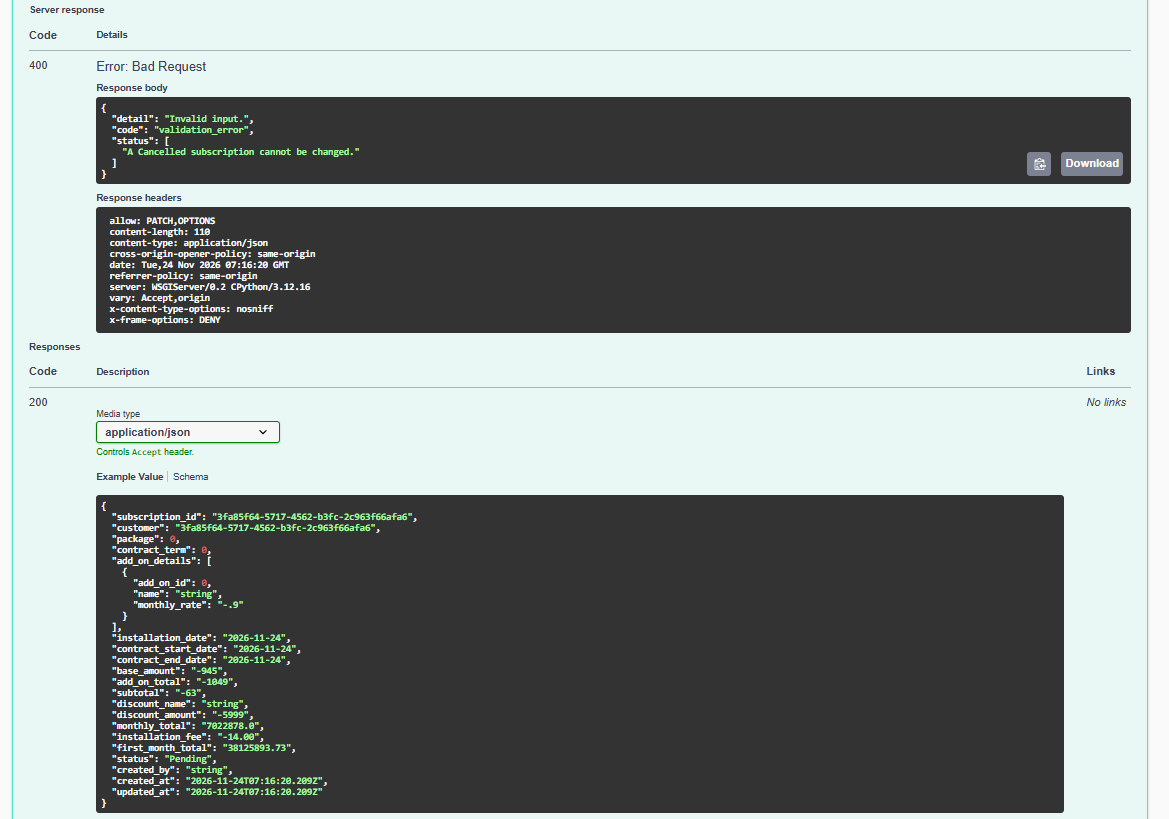 Server response
Code Details
400 Error: Bad Request
Response body
{
  "detail": "Invalid input.",
  "code": "validation_error",
  "status": [
    "A Cancelled subscription cannot be changed."
  ]
}
Download
Response headers
allow: PATCH,OPTIONS
content-length: 110
content-type: application/json
cross-origin-opener-policy: same-origin
date: Tue,24 Nov 2026 07:16:20 GMT
referrer-policy: same-origin
server: WSGIServer/0.2 CPython/3.12.16
vary: Accept,origin
x-content-type-options: nosniff
x-frame-options: DENY
Responses
Code Description Links
200 No links
Media type
application/json
Controls Accept header.
Example Value Schema
{
  "subscription_id": "3fa85f64-5717-4562-b3fc-2c963f66afa6",
  "customer": "3fa85f64-5717-4562-b3fc-2c963f66afa6",
  "package": 0,
  "contract_term": 0,
  "add_on_details": [
    {
      "add_on_id": 0,
      "name": "string",
      "monthly_rate": "-.9"
    }
  ],
  "installation_date": "2026-11-24",
  "contract_start_date": "2026-11-24",
  "contract_end_date": "2026-11-24",
  "base_amount": "-945",
  "add_on_total": "-1049",
  "subtotal": "-63",
  "discount_name": "string",
  "discount_amount": "-5999",
  "monthly_total": "7022878.0",
  "installation_fee": "-14.00",
  "first_month_total": "38125893.73",
  "status": "Pending",
  "created_by": "string",
  "created_at": "2026-11-24T07:16:20.209Z",
  "updated_at": "2026-11-24T07:16:20.209Z"
}